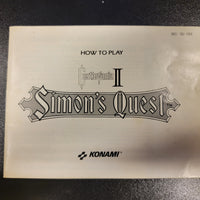 HOW TO PLAY
Castlevania II
Simon's Quest
KONAMI